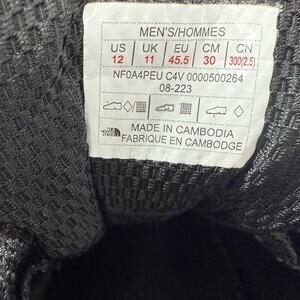 MEN'S/HOMMES
US UK EU CM CN
12 11 45.5 30 300(2.5)
NF0A4PEU C4V 0000500264
08-223
THE NORTH FACE
MADE IN CAMBODIA
FABRIQUE EN CAMBODGE